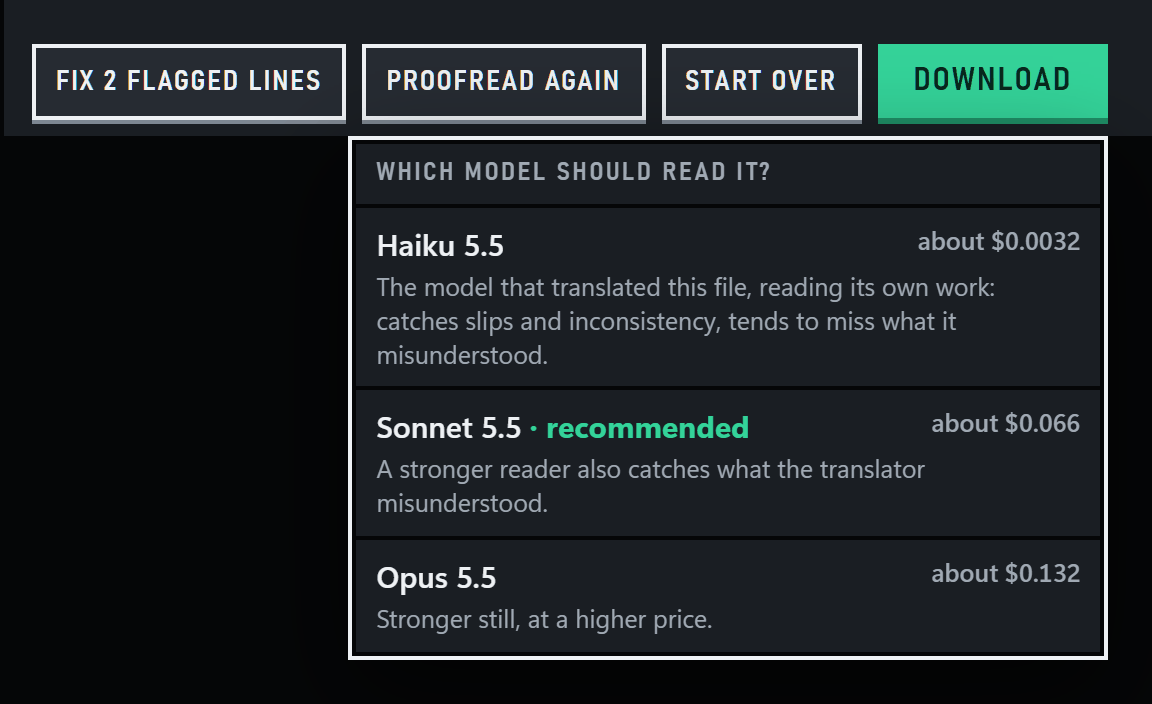 FIX 2 FLAGGED LINES
PROOFREAD AGAIN
START OVER
DOWNLOAD
WHICH MODEL SHOULD READ IT?
Haiku 5.5
about $0.0032
The model that translated this file, reading its own work:
catches slips and inconsistency, tends to miss what it
misunderstood.
Sonnet 5.5 · recommended
about $0.066
A stronger reader also catches what the translator
misunderstood.
Opus 5.5
about $0.132
Stronger still, at a higher price.